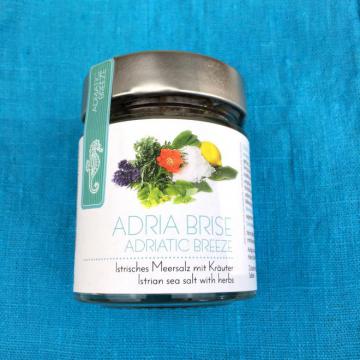 ADRIATIC
BREEZE
ADRIA BRISE
ADRIATIC BREEZE
Istrisches Meersalz mit Kräuter
Istrian sea salt with herbs